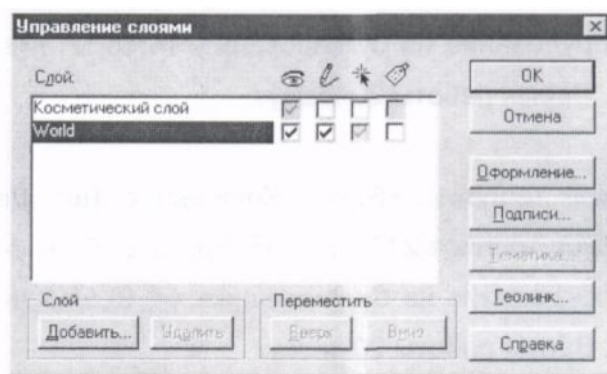 Управление слоями
Слой:
OK
Косметический слой
World
Отмена
Оформление...
Подписи...
Тематика...
Слой
Переместить
Геолинк...
Добавить...
Удалить
Вверх
Вниз
Справка